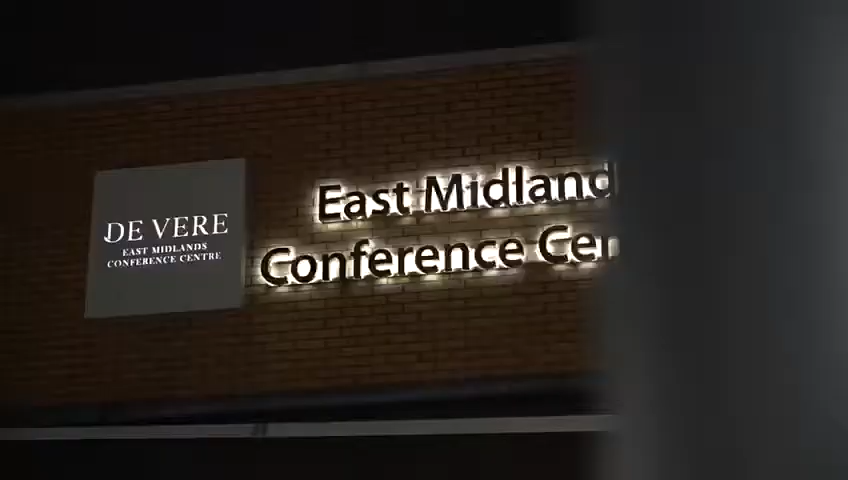 DE VERE
EAST MIDLANDS
CONFERENCE CENTRE
East Midland
Conference Cen